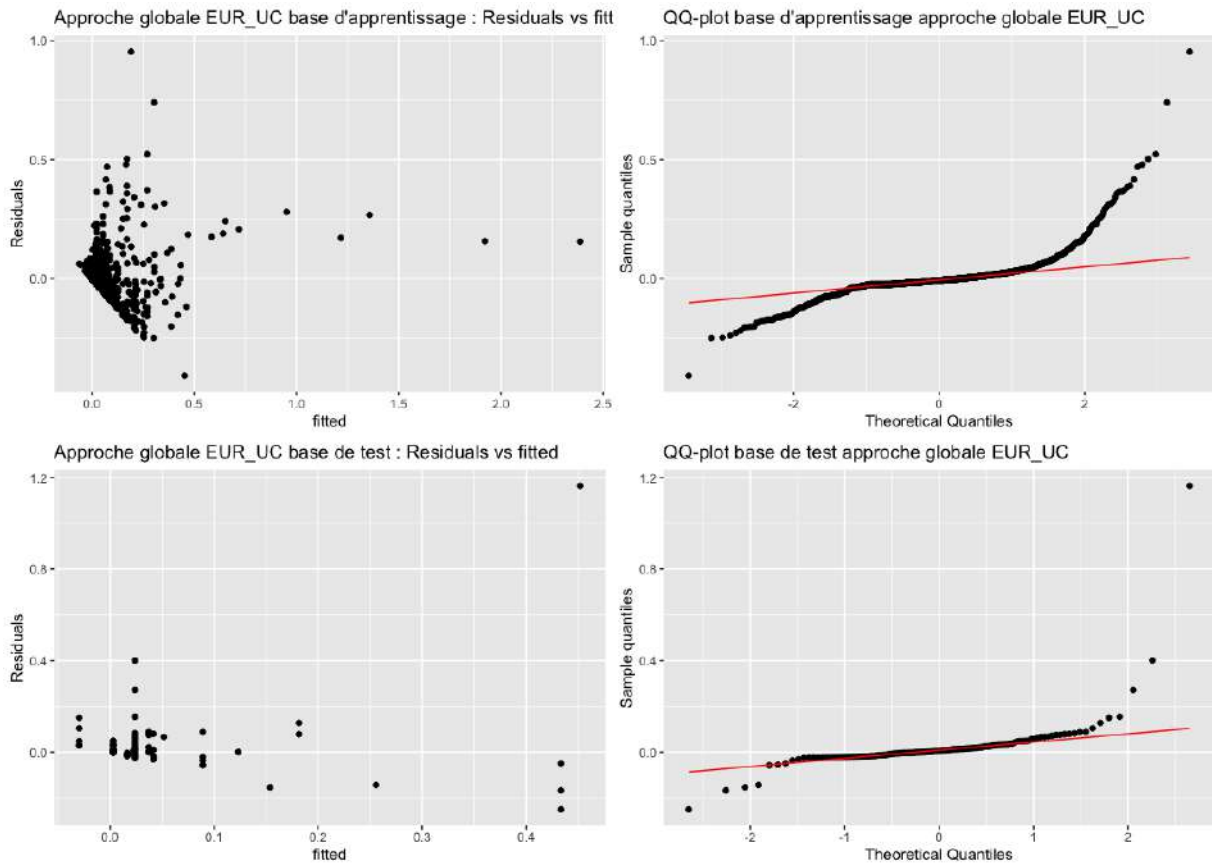 Approche globale EUR_UC base d'apprentissage : Residuals vs fitt
1.0
0.5
0.0
Residuals
0.0
0.5
1.0
1.5
2.0
2.5
fitted
QQ-plot base d'apprentissage approche globale EUR_UC
1.0
0.5
0.0
Sample quantiles
-2
0
2
Theoretical Quantiles
Approche globale EUR_UC base de test : Residuals vs fitted
1.2
0.8
0.4
0.0
Residuals
0.0
0.1
0.2
0.3
0.4
fitted
QQ-plot base de test approche globale EUR_UC
1.2
0.8
0.4
0.0
Sample quantiles
-2
-1
0
1
2
Theoretical Quantiles